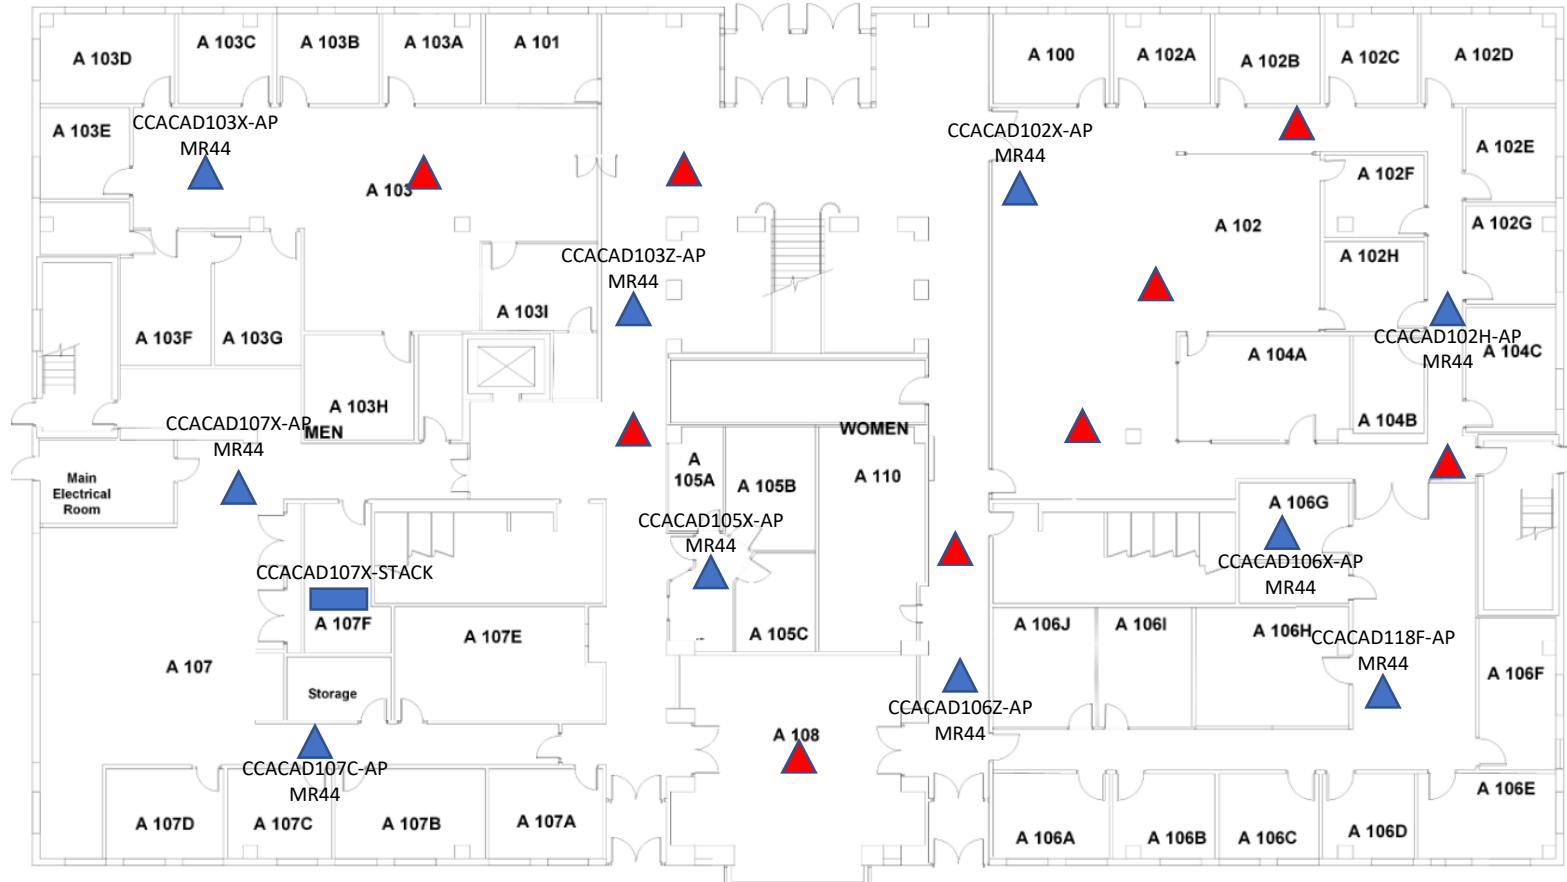 A 103D
A 103C
A 103B
A 103A
A 101
A 100
A 102A
A 102B
A 102C
A 102D
A 103E
CCACAD103X-AP
MR44
A 103
CCACAD102X-AP
MR44
A 102E
A 102F
A 102
A 102G
A 102H
CCACAD103Z-AP
MR44
A 103I
A 103F
A 103G
CCACAD102H-AP
MR44
A 104A
A 104C
A 103H
A 104B
CCACAD107X-AP
MR44
MEN
WOMEN
A
105A
A 105B
A 110
Main
Electrical
Room
CCACAD105X-AP
MR44
A 106G
CCACAD106X-AP
MR44
CCACAD107X-STACK
A 107F
A 107E
A 105C
A 106J
A 106I
A 106H
CCACAD118F-AP
MR44
A 107
Storage
A 106F
CCACAD106Z-AP
MR44
A 108
CCACAD107C-AP
MR44
A 106E
A 107D
A 107C
A 107B
A 107A
A 106A
A 106B
A 106C
A 106D